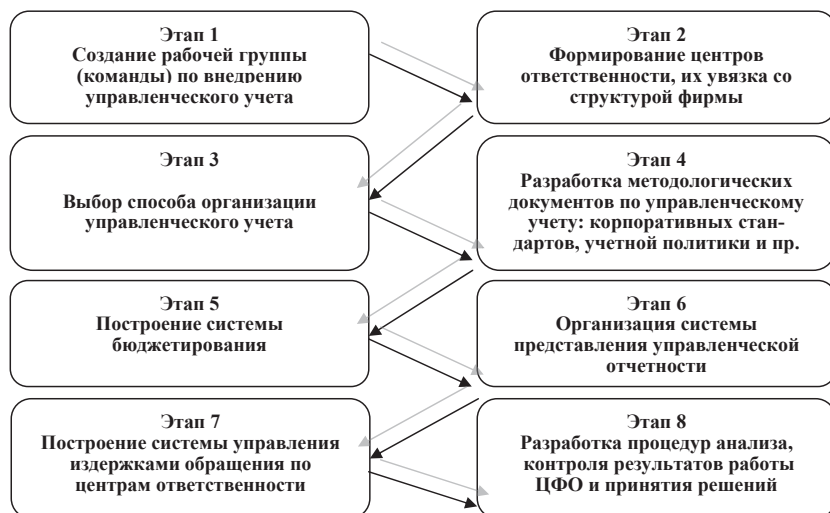 Этап 1
Создание рабочей группы
(команды) по внедрению
управленческого учета
Этап 2
Формирование центров
ответственности, их увязка со
структурой фирмы
Этап 3
Выбор способа организации
управленческого учета
Этап 4
Разработка методологических
документов по управленческому
учету: корпоративных стан-
дартов, учетной политики и пр.
Этап 5
Построение системы
бюджетирования
Этап 6
Организация системы
представления управленческой
отчетности
Этап 7
Построение системы управления
издержками обращения по
центрам ответственности
Этап 8
Разработка процедур анализа,
контроля результатов работы
ЦФО и принятия решений